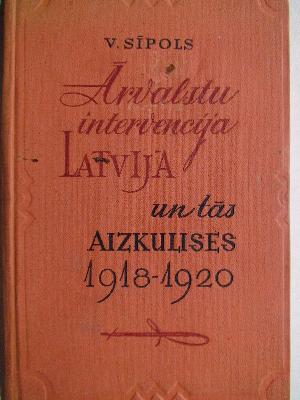 V. SĪPOLS
Ārvalstu
intervencija
LATVIJĀ
un tās
AIZKULISES
1918-1920